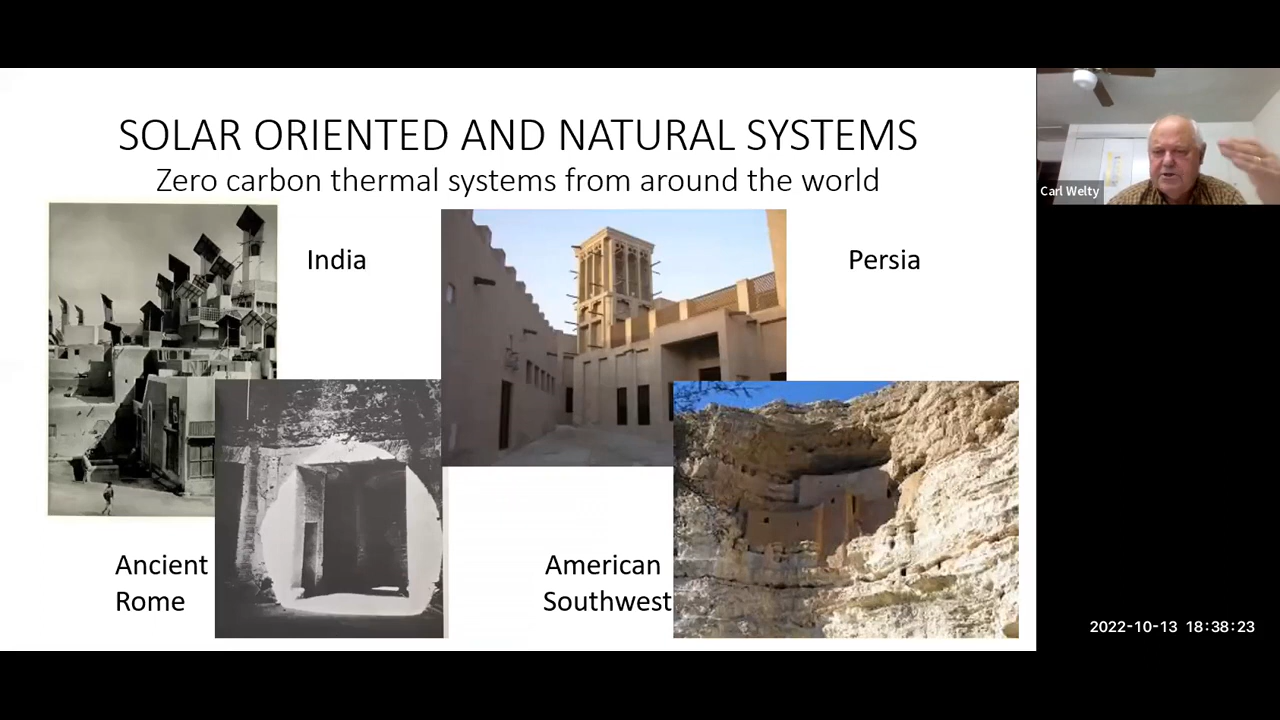 SOLAR ORIENTED AND NATURAL SYSTEMS
Zero carbon thermal systems from around the world
India
Persia
Ancient
Rome
American
Southwest
Carl Welty
2022-10-13 18:38:23